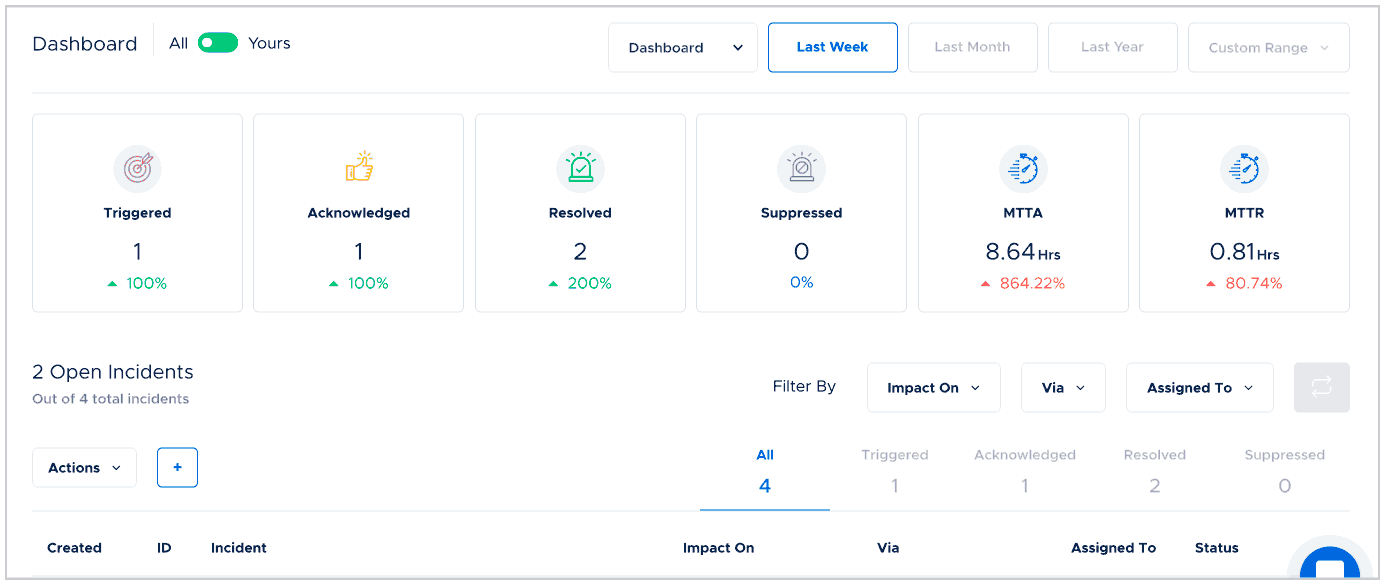 Dashboard All Yours Dashboard Last Week Last Month Last Year Custom Range
Triggered Acknowledged Resolved Suppressed MTTA MTTR
1 1 2 0 8.64 Hrs 0.81 Hrs
100% 100% 200% 0% 864.22% 80.74%
2 Open Incidents
Out of 4 total incidents
Filter By Impact On Via Assigned To
Actions +
All Triggered Acknowledged Resolved Suppressed
4 1 1 2 0
Created ID Incident Impact On Via Assigned To Status